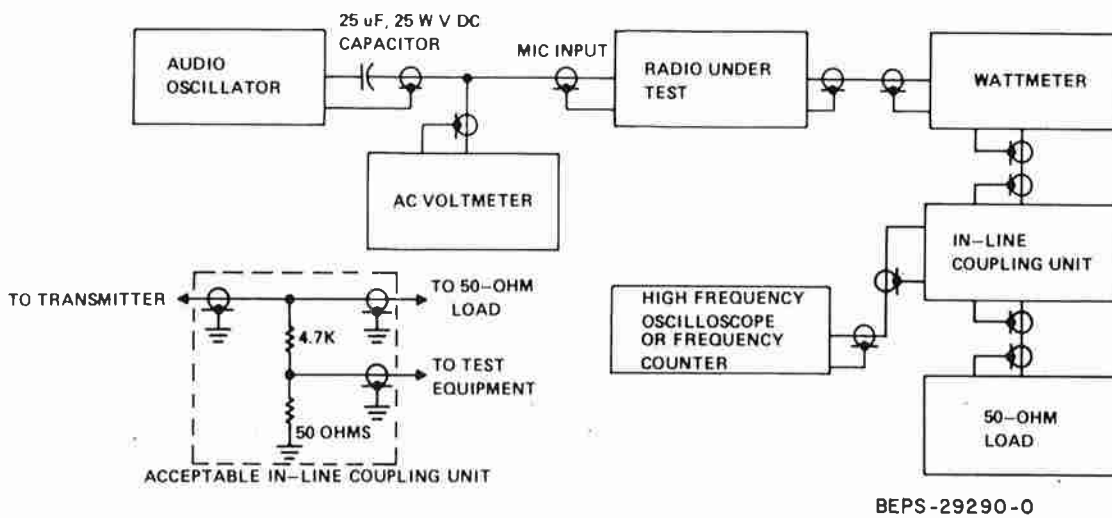 25 uF, 25 W V DC
CAPACITOR
AUDIO
OSCILLATOR
MIC INPUT
RADIO UNDER
TEST
WATTMETER
AC VOLTMETER
IN-LINE
COUPLING UNIT
TO TRANSMITTER
TO 50-OHM
LOAD
4.7K
TO TEST
EQUIPMENT
50 OHMS
ACCEPTABLE IN-LINE COUPLING UNIT
HIGH FREQUENCY
OSCILLOSCOPE
OR FREQUENCY
COUNTER
50-OHM
LOAD
BEPS-29290-O